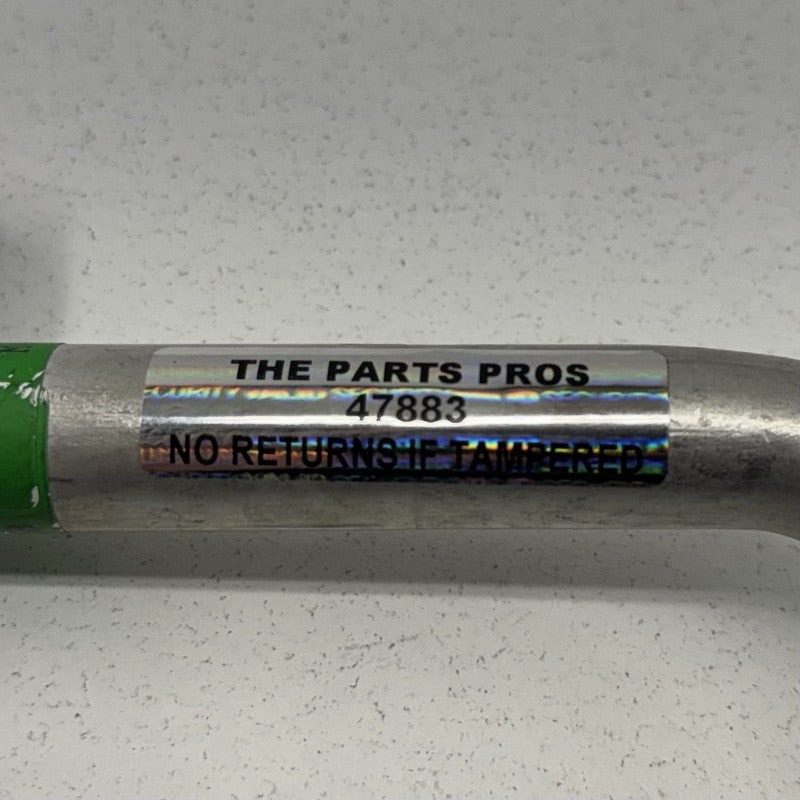 THE PARTS PROS
47883
NO RETURNS IF TAMPERED